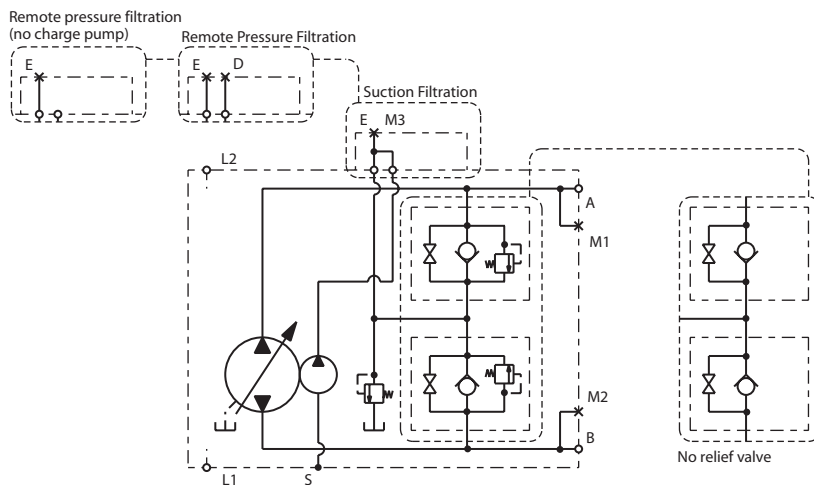 Remote pressure filtration
(no charge pump)
Remote Pressure Filtration
E
E
D
Suction Filtration
E
M3
L2
A
M1
M2
B
L1
S
No relief valve